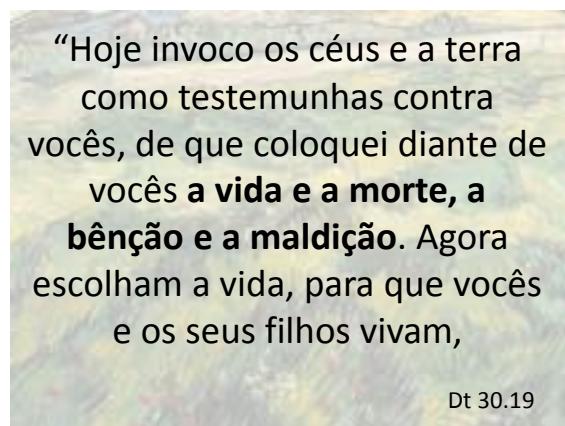 “Hoje invoco os céus e a terra
como testemunhas contra
vocês, de que coloquei diante de
vocês a vida e a morte, a
bênção e a maldição. Agora
escolham a vida, para que vocês
e os seus filhos vivam,
Dt 30.19